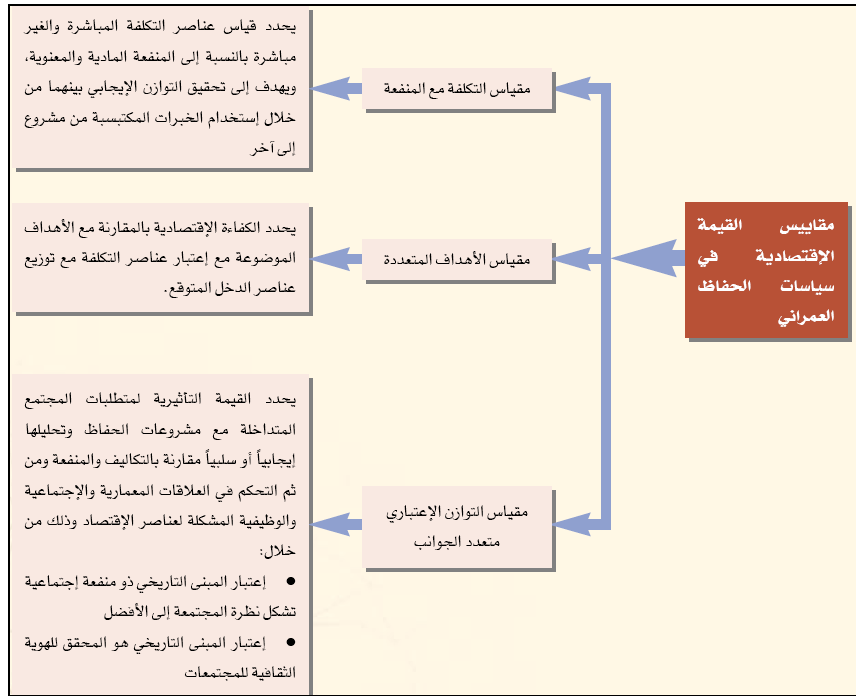 مقاييس القيمة
الإقتصادية في
سياسات الحفاظ
العمراني
مقياس التكلفة مع المنفعة
يحدد قياس عناصر التكلفة المباشرة والغير
مباشرة بالنسبة إلى المنفعة المادية والمعنوية،
ويهدف إلى تحقيق التوازن الإيجابي بينهما من
خلال إستخدام الخبرات المكتبسبة من مشروع
إلى آخر
مقياس الأهداف المتعددة
يحدد الكفاءة الإقتصادية بالمقارنة مع الأهداف
الموضوعة مع إعتبار عناصر التكلفة مع توزيع
عناصر الدخل المتوقع.
مقياس التوازن الإعتباري
متعدد الجوانب
يحدد القيمة التأثيرية لمتطلبات المجتمع
المتداخلة مع مشروعات الحفاظ وتحليلها
إيجابياً أو سلبياً مقارنة بالتكاليف والمنفعة ومن
ثم التحكم في العلاقات المعمارية والإجتماعية
والوظيفية المشكلة لعناصر الإقتصاد وذلك من
خلال:
● إعتبار المبنى التاريخي ذو منفعة إجتماعية
تشكل نظرة المجتمعة إلى الأفضل
● إعتبار المبنى التاريخي هو المحقق للهوية
الثقافية للمجتمعات